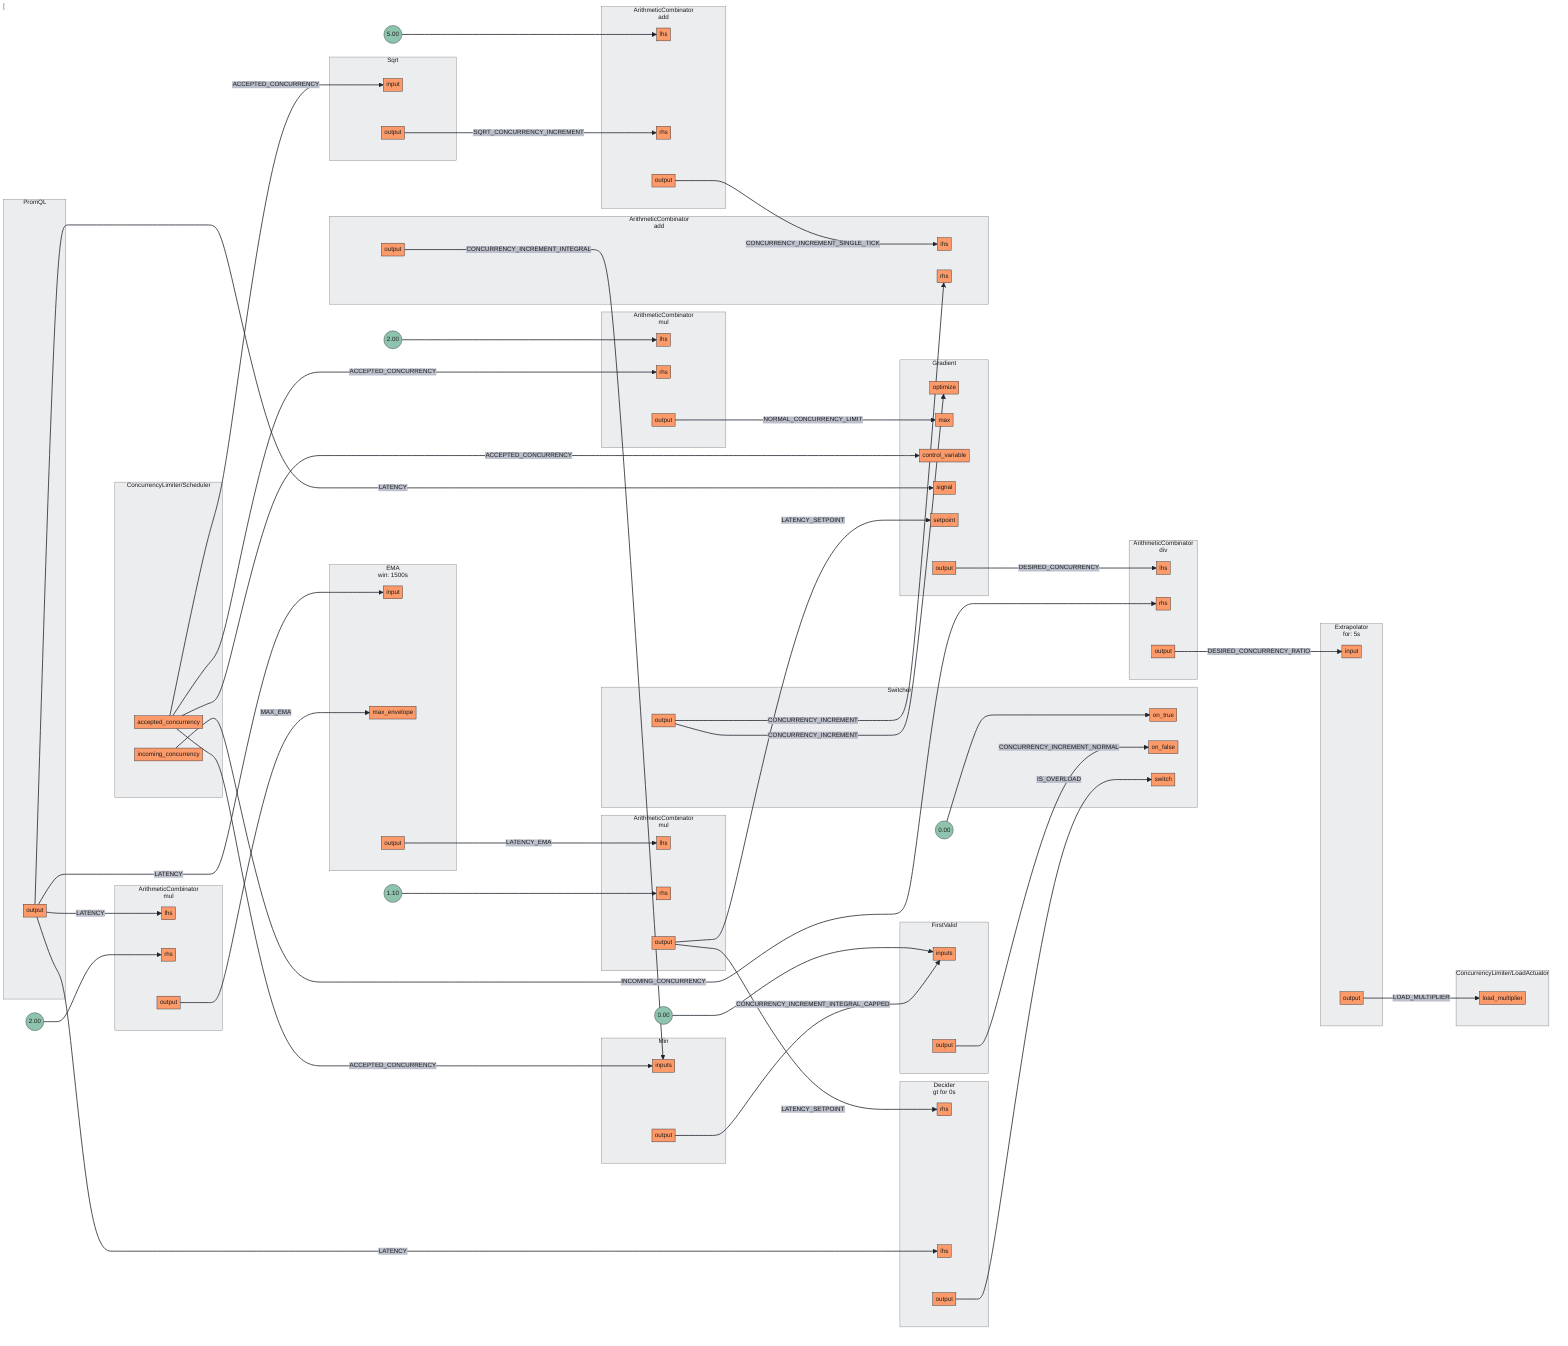 ArithmeticCombinator
add
5.00
lhs
Sqrt
ACCEPTED_CONCURRENCY
input
output
SQRT_CONCURRENCY_INCREMENT
rhs
output
PromQL
ArithmeticCombinator
add
output
CONCURRENCY_INCREMENT_INTEGRAL
CONCURRENCY_INCREMENT_SINGLE_TICK
lhs
rhs
ArithmeticCombinator
mul
2.00
lhs
ACCEPTED_CONCURRENCY
rhs
output
NORMAL_CONCURRENCY_LIMIT
Gradient
optimize
max
ACCEPTED_CONCURRENCY
control_variable
LATENCY
signal
LATENCY_SETPOINT
setpoint
output
DESIRED_CONCURRENCY
ConcurrencyLimiter/Scheduler
accepted_concurrency
incoming_concurrency
ArithmeticCombinator
div
lhs
rhs
output
DESIRED_CONCURRENCY_RATIO
EMA
win: 1500s
input
MAX_EMA
max_envelope
output
LATENCY_EMA
Extrapolator
for: 5s
input
output
LOAD_MULTIPLIER
Switcher
output
CONCURRENCY_INCREMENT
CONCURRENCY_INCREMENT
on_true
CONCURRENCY_INCREMENT_NORMAL
on_false
IS_OVERLOAD
switch
0.00
ArithmeticCombinator
mul
lhs
1.10
rhs
output
LATENCY
LATENCY
output
ArithmeticCombinator
mul
lhs
rhs
output
2.00
INCOMING_CONCURRENCY
FirstValid
inputs
CONCURRENCY_INCREMENT_INTEGRAL_CAPPED
0.00
output
ConcurrencyLimiter/LoadActuator
load_multiplier
Min
ACCEPTED_CONCURRENCY
inputs
output
Decider
gt for 0s
LATENCY_SETPOINT
rhs
LATENCY
lhs
output